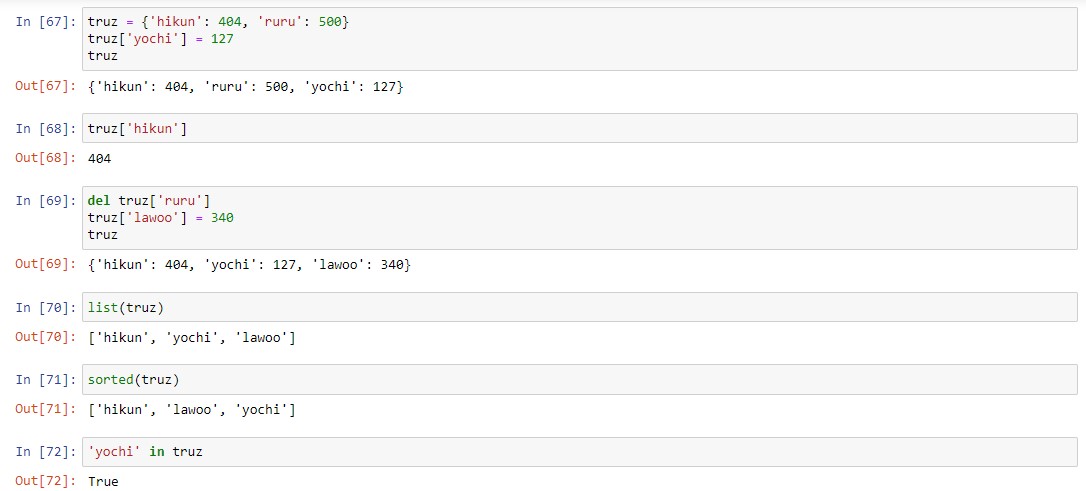 In [67]: truz = {'hikun': 404, 'ruru': 500}
truz['yochi'] = 127
truz
Out[67]: {'hikun': 404, 'ruru': 500, 'yochi': 127}
In [68]: truz['hikun']
Out[68]: 404
In [69]: del truz['ruru']
truz['lawoo'] = 340
truz
Out[69]: {'hikun': 404, 'yochi': 127, 'lawoo': 340}
In [70]: list(truz)
Out[70]: ['hikun', 'yochi', 'lawoo']
In [71]: sorted(truz)
Out[71]: ['hikun', 'lawoo', 'yochi']
In [72]: 'yochi' in truz
Out[72]: True